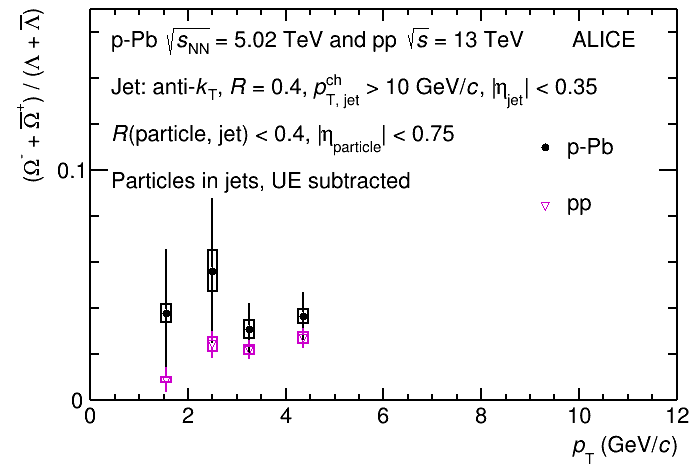 p-Pb √s_NN = 5.02 TeV and pp √s = 13 TeV ALICE
Jet: anti-k_T, R = 0.4, p_T, jet^ch > 10 GeV/c, |η_jet| < 0.35
R(particle, jet) < 0.4, |η_particle| < 0.75
p-Pb
Particles in jets, UE subtracted
pp
(Ω⁻ + Ω̅⁺) / (Λ + Λ̅)
0.1
0
0 2 4 6 8 10 12
p_T (GeV/c)